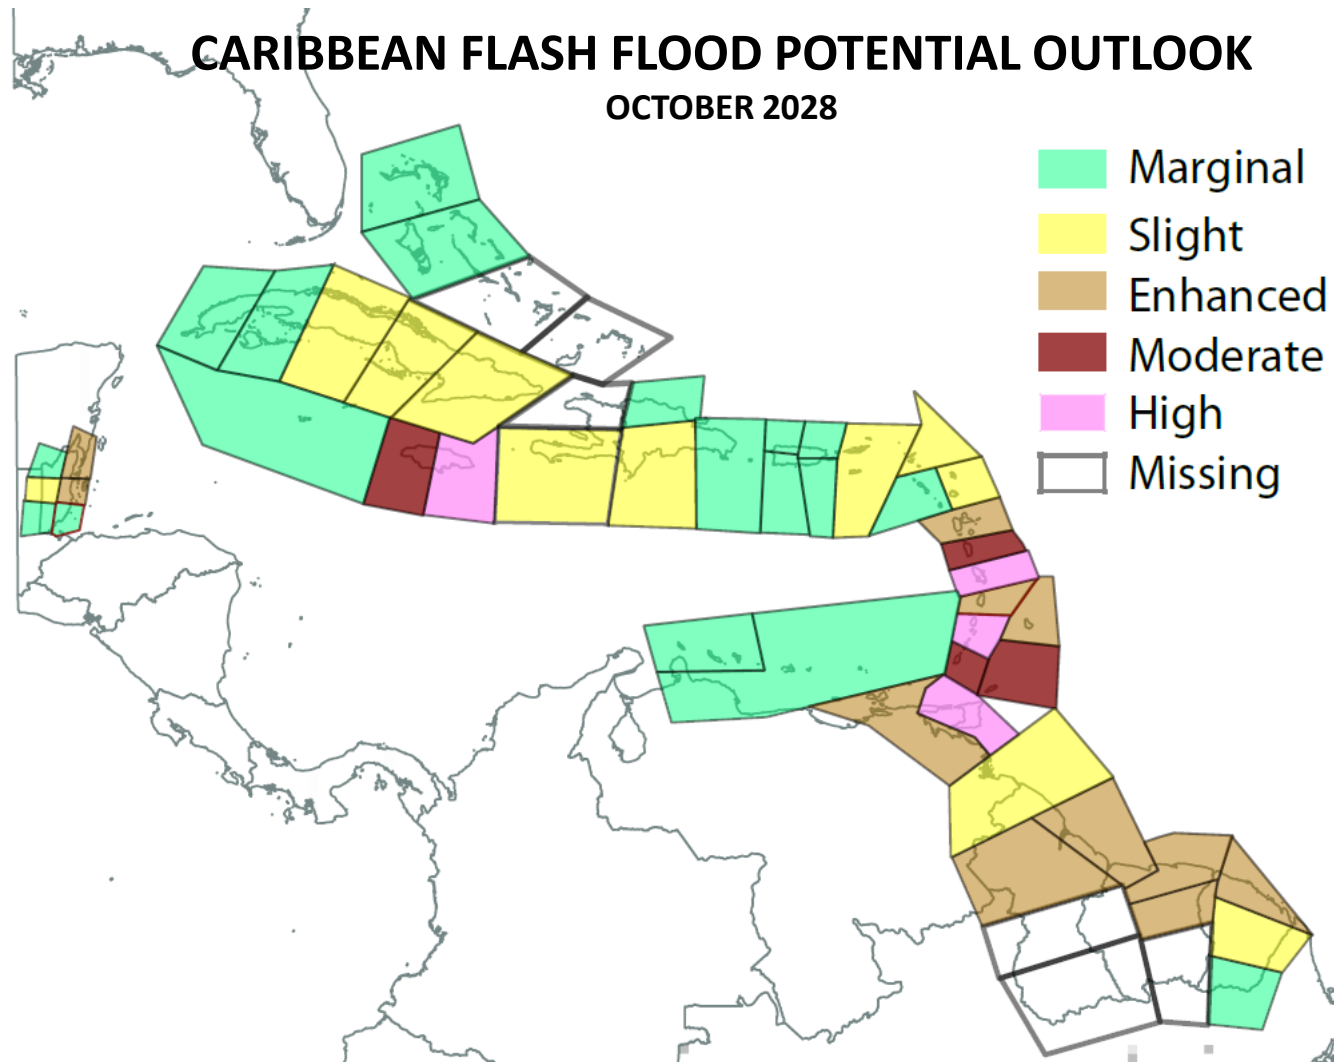 CARIBBEAN FLASH FLOOD POTENTIAL OUTLOOK
OCTOBER 2028
Marginal
Slight
Enhanced
Moderate
High
Missing